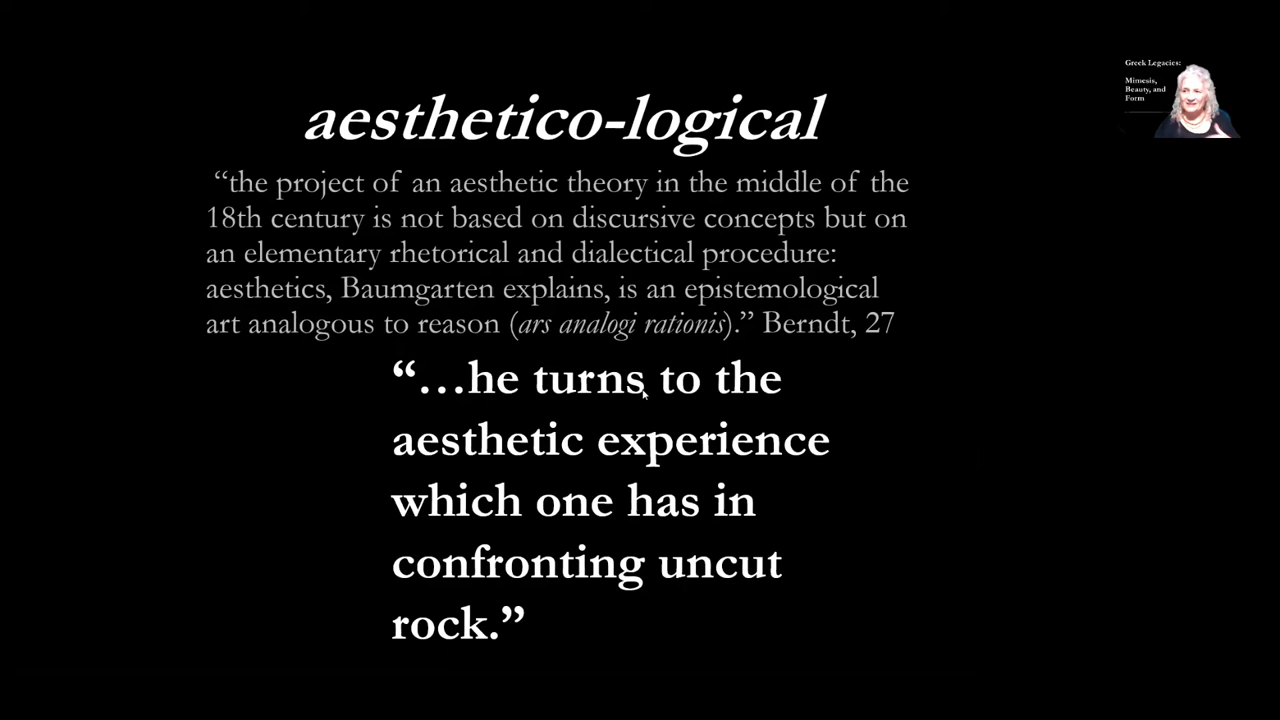 aesthetico-logical
“the project of an aesthetic theory in the middle of the
18th century is not based on discursive concepts but on
an elementary rhetorical and dialectical procedure:
aesthetics, Baumgarten explains, is an epistemological
art analogous to reason (ars analogi rationis).” Berndt, 27
“…he turns to the
aesthetic experience
which one has in
confronting uncut
rock.”
Greek Legacies:
Mimesis,
Beauty, and
Form